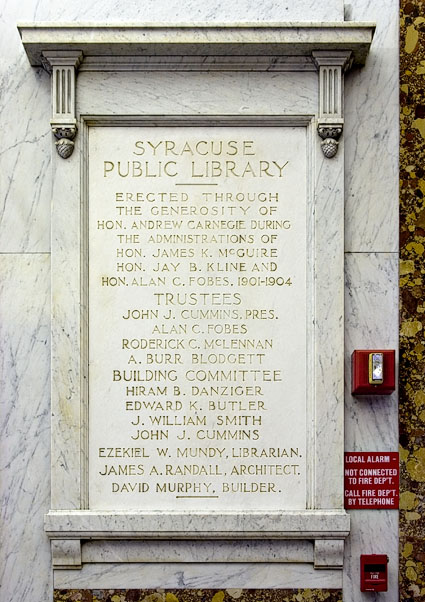 SYRACUSE
PUBLIC LIBRARY
ERECTED THROUGH
THE GENEROSITY OF
HON. ANDREW CARNEGIE DURING
THE ADMINISTRATIONS OF
HON. JAMES K. McGUIRE
HON. JAY B. KLINE AND
HON. ALAN C. FOBES. 1901-1904
TRUSTEES
JOHN J. CUMMINS, PRES.
ALAN C. FOBES
RODERICK C. McLENNAN
A. BURR BLODGETT
BUILDING COMMITTEE
HIRAM B. DANZIGER
EDWARD K. BUTLER
J. WILLIAM SMITH
JOHN J. CUMMINS
EZEKIEL W. MUNDY, LIBRARIAN.
JAMES A. RANDALL, ARCHITECT.
DAVID MURPHY, BUILDER.
LOCAL ALARM -
NOT CONNECTED
TO FIRE DEP'T.
CALL FIRE DEP'T.
BY TELEPHONE
FIRE